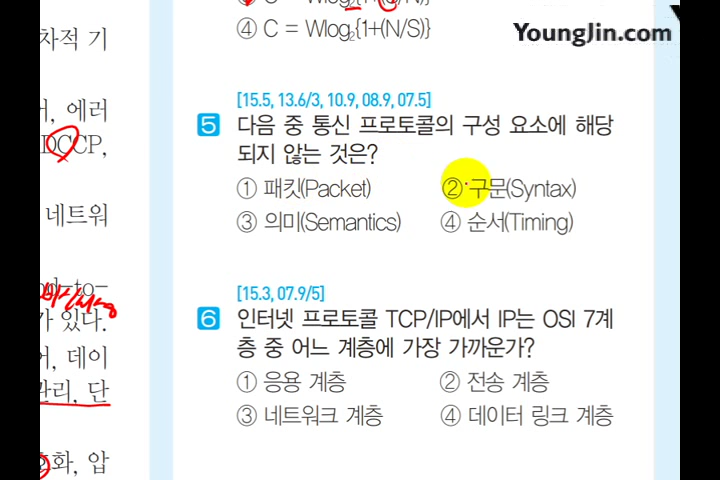 차적 기
④ C = Wlog₂{1+(N/S)}
YoungJin.com
어, 에러
DCCP,
네트워
nd-to-
가 있다.
어, 데이
관리, 단
호화, 압
[15.5, 13.6/3, 10.9, 08.9, 07.5]
5 다음 중 통신 프로토콜의 구성 요소에 해당
되지 않는 것은?
① 패킷(Packet) ② 구문(Syntax)
③ 의미(Semantics) ④ 순서(Timing)
[15.3, 07.9/5]
6 인터넷 프로토콜 TCP/IP에서 IP는 OSI 7계
층 중 어느 계층에 가장 가까운가?
① 응용 계층 ② 전송 계층
③ 네트워크 계층 ④ 데이터 링크 계층